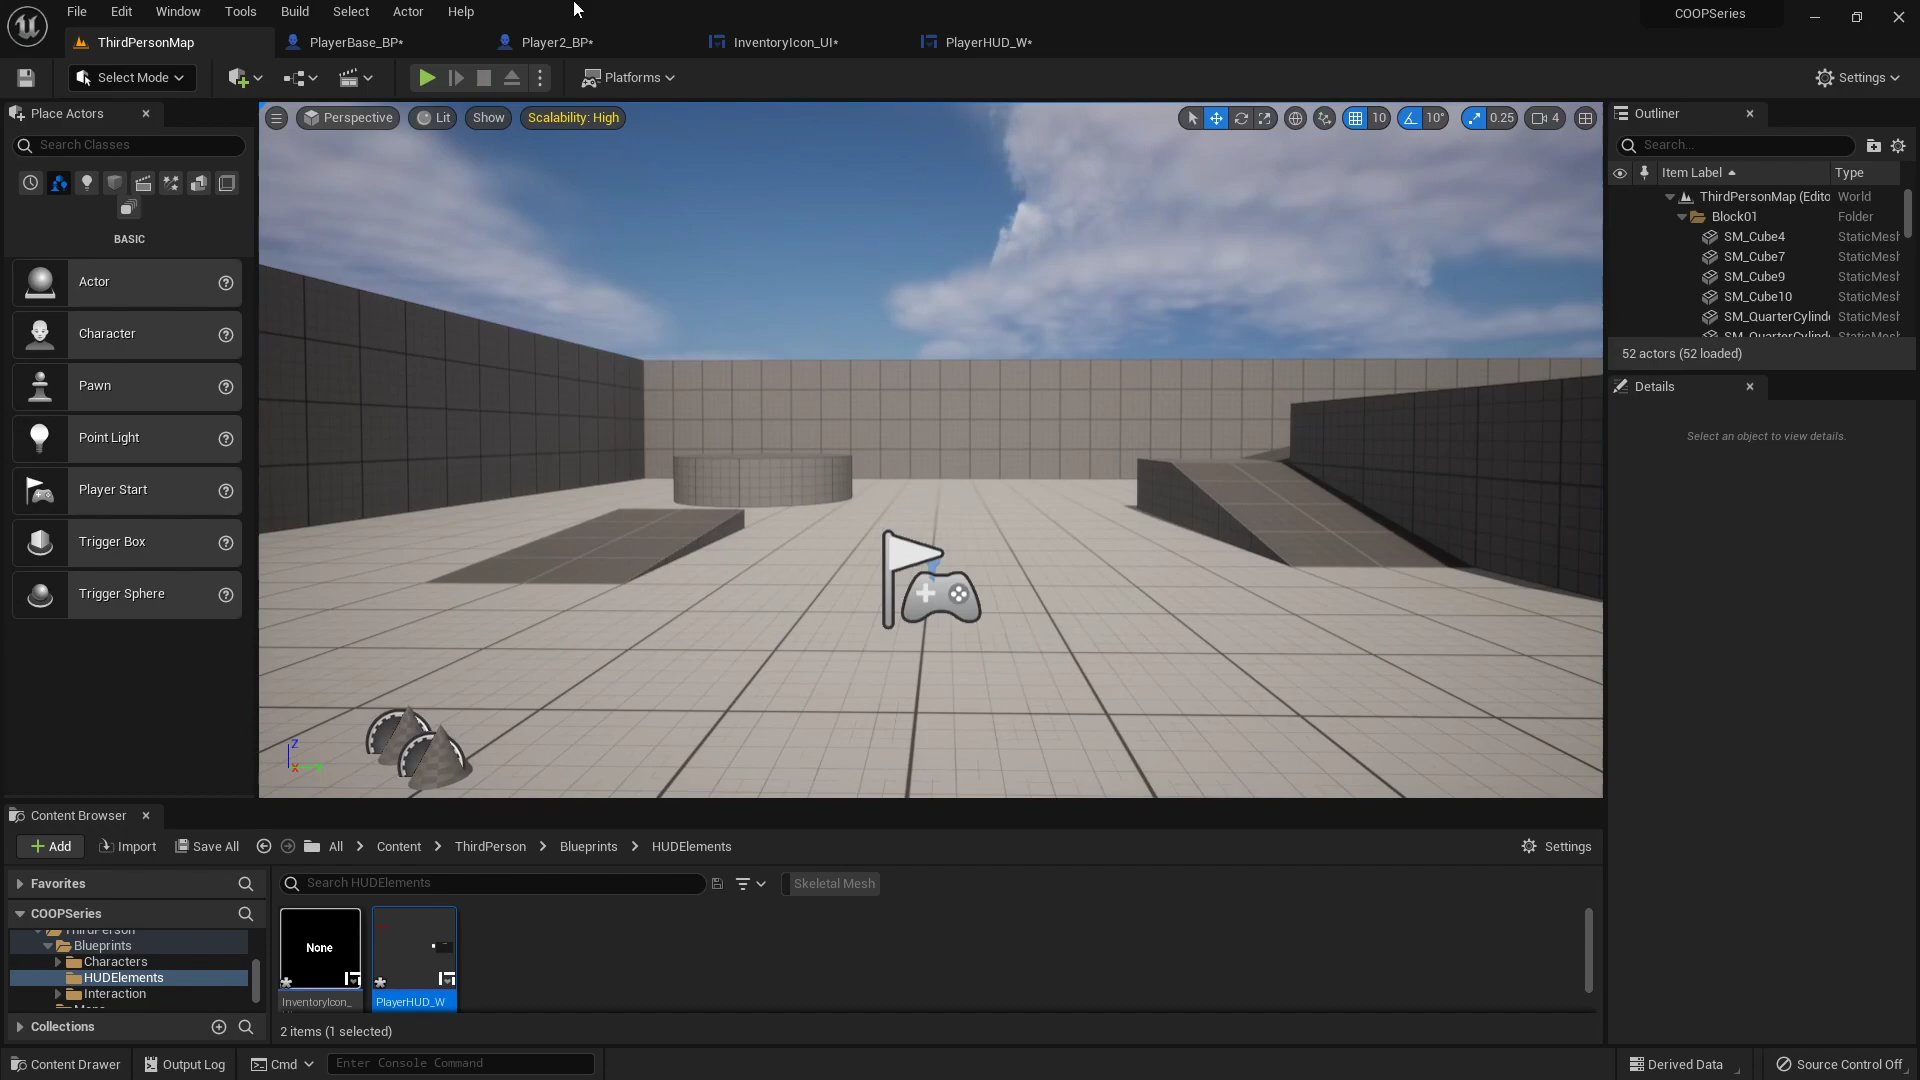 File Edit Window Tools Build Select Actor Help
COOPSeries
ThirdPersonMap PlayerBase_BP* Player2_BP* InventoryIcon_UI* PlayerHUD_W*
Select Mode Platforms Settings
Place Actors
Search Classes
BASIC
Actor
Character
Pawn
Point Light
Player Start
Trigger Box
Trigger Sphere
Perspective Lit Show Scalability: High 10 10° 0.25 4
Z
X
Outliner
Search...
Item Label Type
ThirdPersonMap (Edito World
Block01 Folder
SM_Cube4 StaticMesh
SM_Cube7 StaticMesh
SM_Cube9 StaticMesh
SM_Cube10 StaticMesh
SM_QuarterCylind StaticMesh
SM_QuarterCylind StaticMesh
52 actors (52 loaded)
Details
Select an object to view details.
Content Browser
Add Import Save All All Content ThirdPerson Blueprints HUDElements Settings
Favorites
COOPSeries
ThirdPerson
Blueprints
Characters
HUDElements
Interaction
Collections
Search HUDElements Skeletal Mesh
None
InventoryIcon_
PlayerHUD_W
2 items (1 selected)
Content Drawer Output Log Cmd Enter Console Command Derived Data Source Control Off